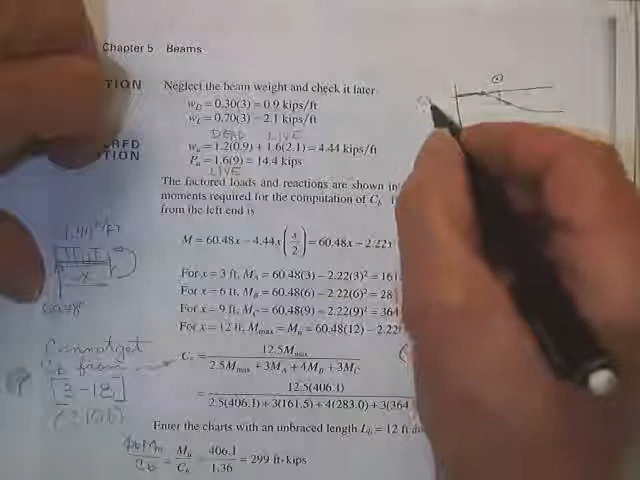 Chapter 5 Beams
TION Neglect the beam weight and check it later.
w_D = 0.30(3) = 0.9 kips/ft
w_L = 0.70(3) = 2.1 kips/ft
DEAD LIVE
w_u = 1.2(0.9) + 1.6(2.1) = 4.44 kips/ft
TION P_u = 1.6(9) = 14.4 kips
LIVE
The factored loads and reactions are shown in
moments required for the computation of C_b
from the left end is
M = 60.48x − 4.44x(x/2) = 60.48x − 2.22x
For x = 3 ft, M_A = 60.48(3) − 2.22(3)² = 161
For x = 6 ft, M_B = 60.48(6) − 2.22(6)² = 28
For x = 9 ft, M_C = 60.48(9) − 2.22(9)² = 364
For x = 12 ft, M_max = M_u = 60.48(12) − 2.22
Cannot get
C_b from
[3-18]
C_b = 12.5M_max / 2.5M_max + 3M_A + 4M_B + 3M_C
= 12.5(406.1) / 2.5(406.1) + 3(161.5) + 4(283.0) + 3(364
Enter the charts with an unbraced length L_b = 12 ft
M_u / C_b = 406.1 / 1.36 = 299 ft-kips